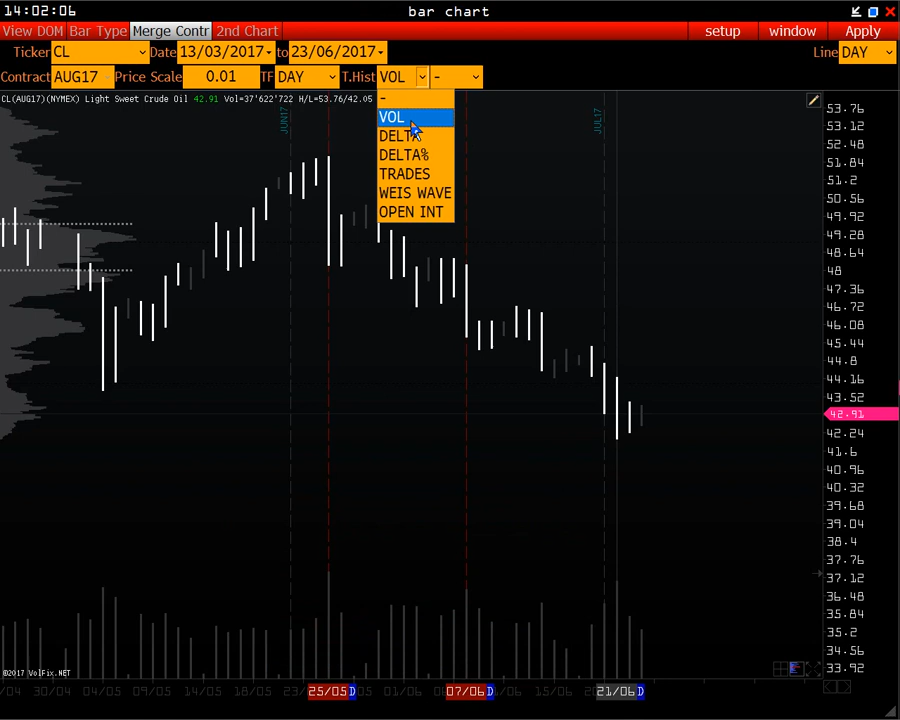 14:02:06 bar chart
View DOM Bar Type Merge Contr 2nd Chart setup window Apply
Ticker CL Date 13/03/2017 to 23/06/2017 Line DAY
Contract AUG17 Price Scale 0.01 TF DAY T.Hist VOL -
CL(AUG17)(NYMEX) Light Sweet Crude Oil 42.91 Vol=37'622'722 H/L=53.76/42.05
-
VOL
DELTA
DELTA%
TRADES
WEIS WAVE
OPEN INT
JUN17
JUL17
53.76
53.12
52.48
51.84
51.2
50.56
49.92
49.28
48.64
48
47.36
46.72
46.08
45.44
44.8
44.16
43.52
42.91
42.24
41.6
40.96
40.32
39.68
39.04
38.4
37.76
37.12
36.48
35.84
35.2
34.56
33.92
©2017 VolFix.NET
/04 30/04 04/05 09/05 14/05 18/05 23/ 25/05 D 05 01/06 07/06 D /06 15/06 20 21/06 D